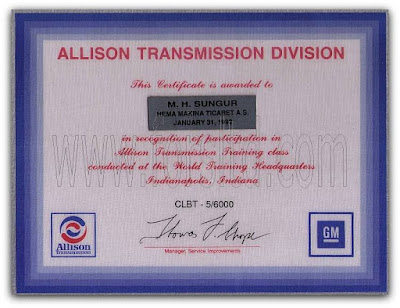 ALLISON TRANSMISSION DIVISION
This Certificate is awarded to
M. H. SUNGUR
HEMA MAKINA TICARET A.S.
JANUARY 31, 1992
in recognition of participation in
Allison Transmission Training class
conducted at the World Training Headquarters
Indianapolis, Indiana
CLBT - 5/6000
Manager, Service Improvements
Allison
Transmission
GM